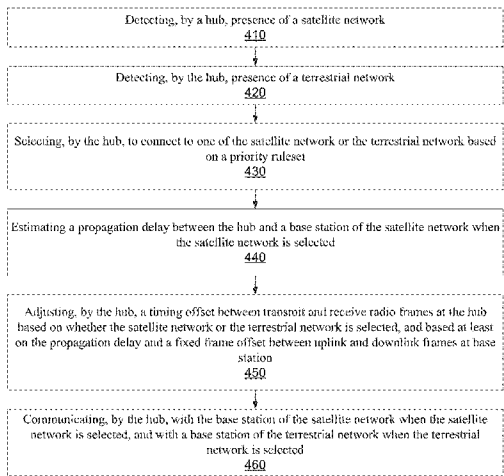 Detecting, by a hub, presence of a satellite network
410
Detecting, by the hub, presence of a terrestrial network
420
Selecting, by the hub, to connect to one of the satellite network or the terrestrial network based
on a priority ruleset
430
Estimating a propagation delay between the hub and a base station of the satellite network when
the satellite network is selected
440
Adjusting, by the hub, a timing offset between transmit and receive radio frames at the hub
based on whether the satellite network or the terrestrial network is selected, and based at least
on the propagation delay and a fixed frame offset between uplink and downlink frames at base
station
450
Communicating, by the hub, with the base station of the satellite network when the satellite
network is selected, and with a base station of the terrestrial network when the terrestrial
network is selected
460